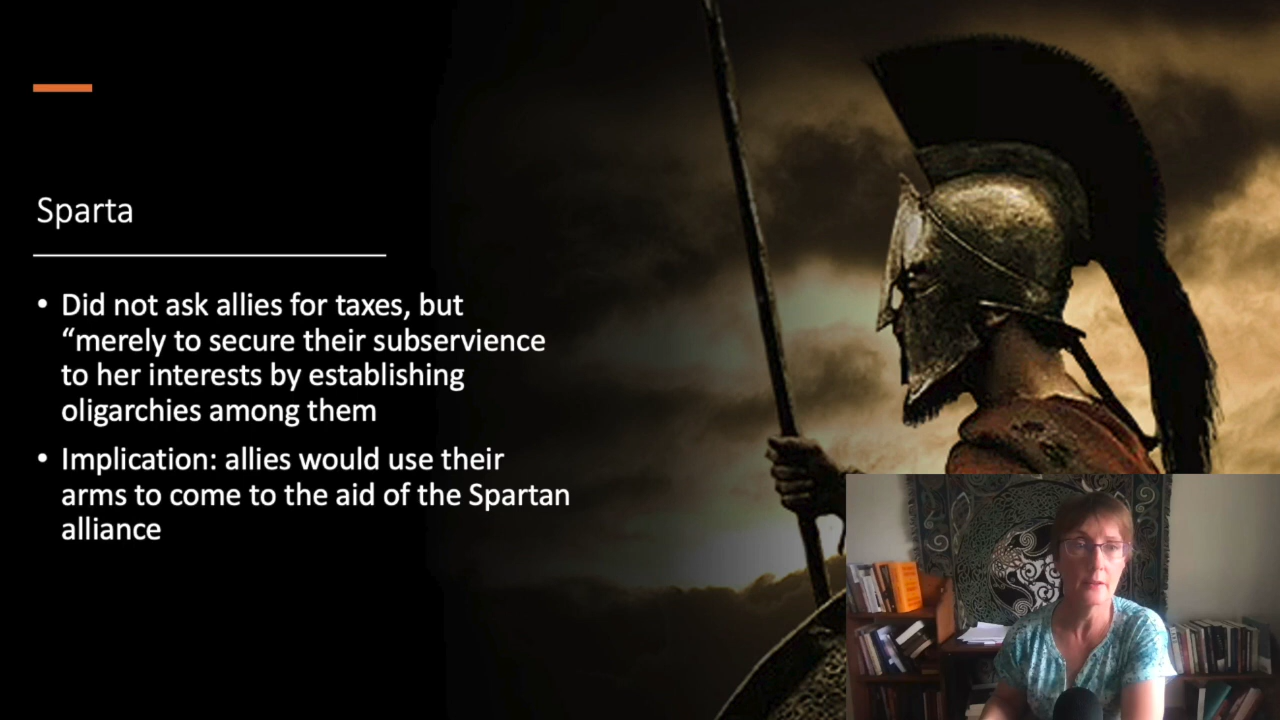 Sparta
• Did not ask allies for taxes, but
“merely to secure their subservience
to her interests by establishing
oligarchies among them
• Implication: allies would use their
arms to come to the aid of the Spartan
alliance